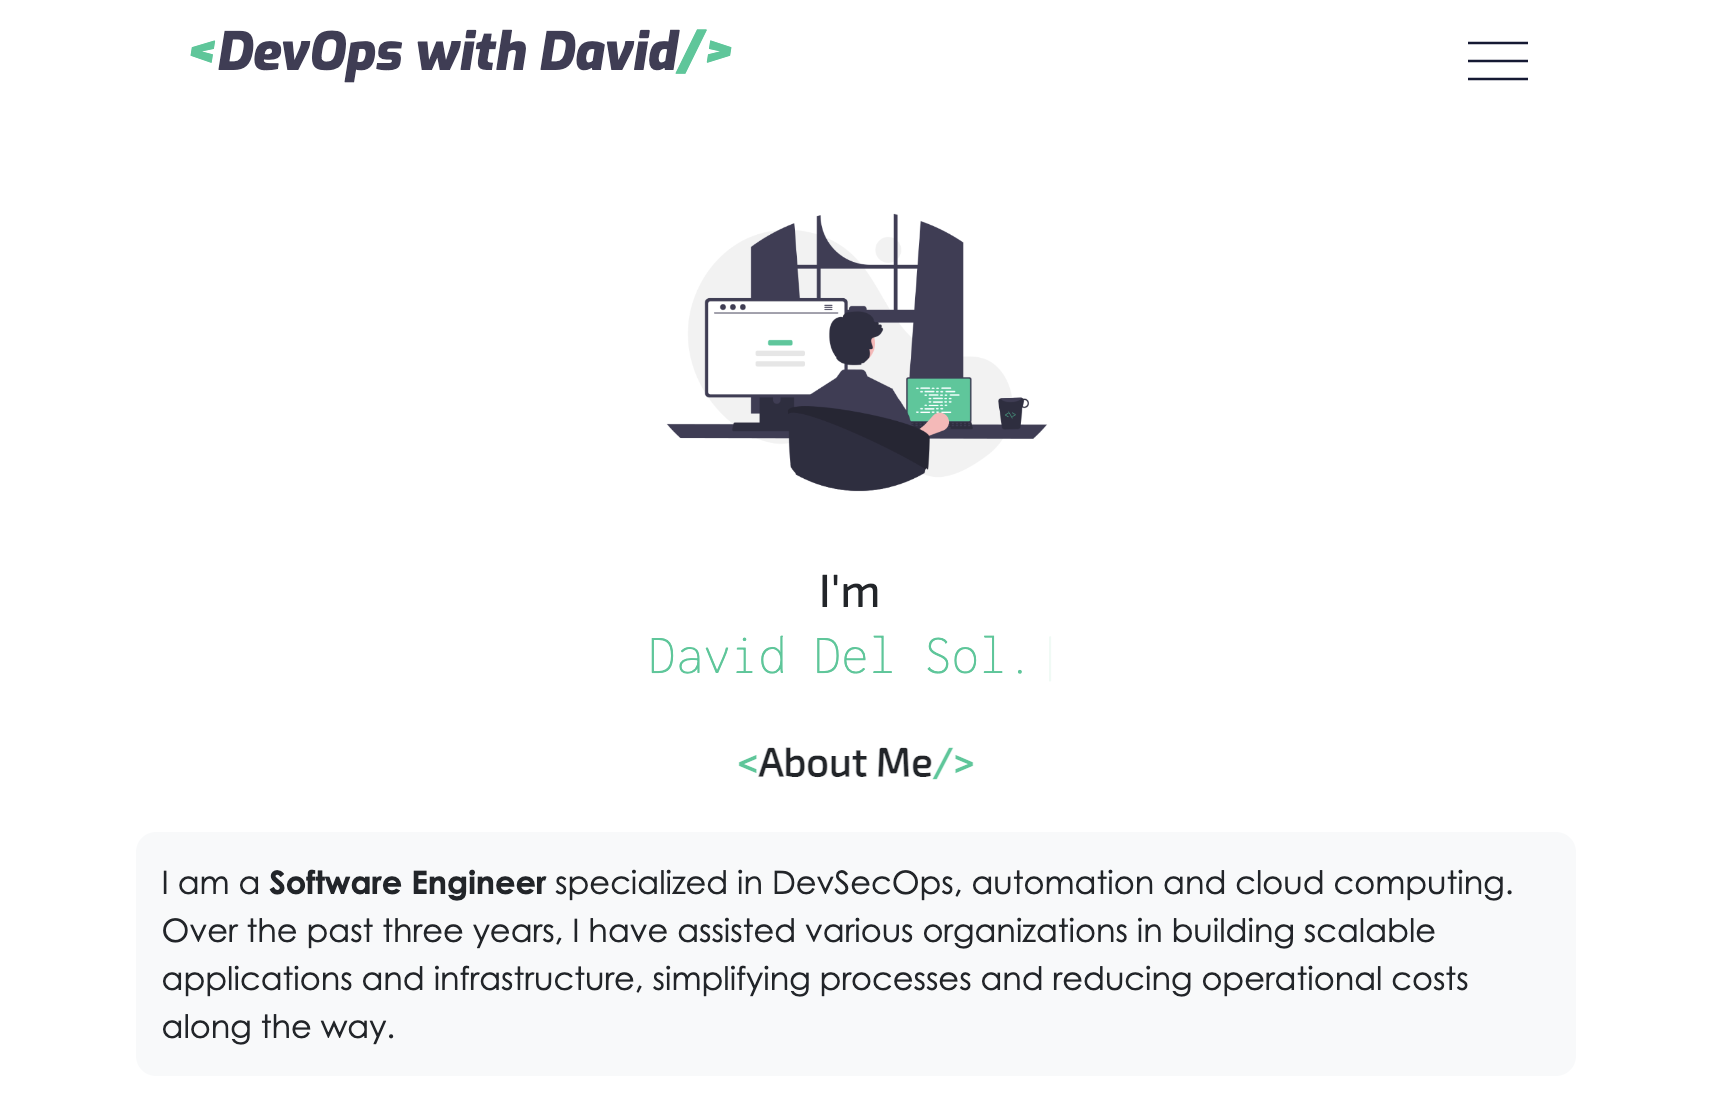 <DevOps with David/>
I'm
David Del Sol.
<About Me/>
I am a Software Engineer specialized in DevSecOps, automation and cloud computing.
Over the past three years, I have assisted various organizations in building scalable
applications and infrastructure, simplifying processes and reducing operational costs
along the way.